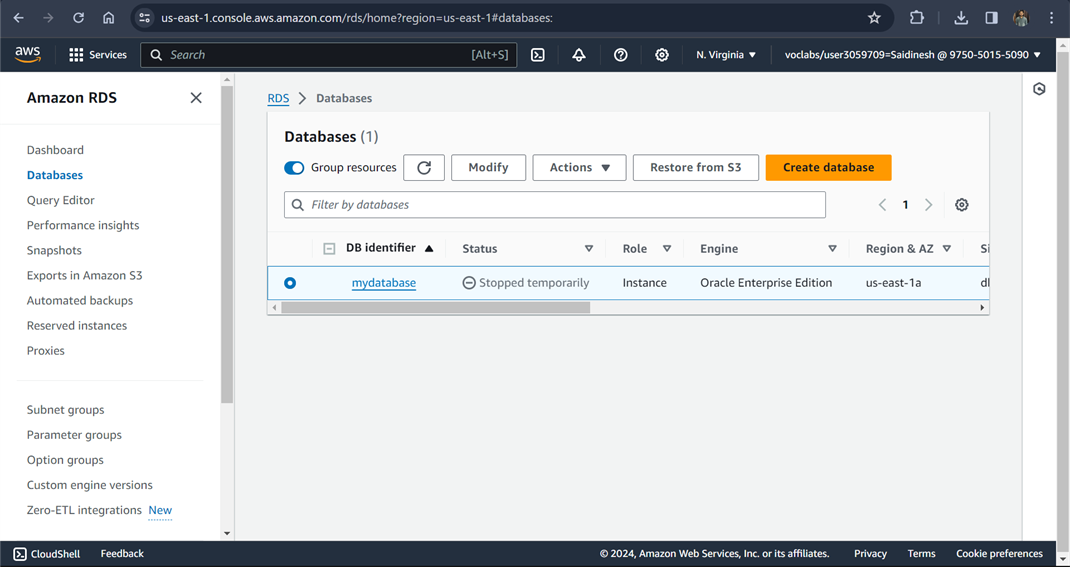 us-east-1.console.aws.amazon.com/rds/home?region=us-east-1#databases:
aws Services Search [Alt+S] N. Virginia voclabs/user3059709=Saidinesh @ 9750-5015-5090
Amazon RDS
Dashboard
Databases
Query Editor
Performance insights
Snapshots
Exports in Amazon S3
Automated backups
Reserved instances
Proxies
Subnet groups
Parameter groups
Option groups
Custom engine versions
Zero-ETL integrations New
RDS Databases
Databases (1)
Group resources Modify Actions Restore from S3 Create database
Filter by databases 1
DB identifier Status Role Engine Region & AZ
mydatabase Stopped temporarily Instance Oracle Enterprise Edition us-east-1a
CloudShell Feedback © 2024, Amazon Web Services, Inc. or its affiliates. Privacy Terms Cookie preferences